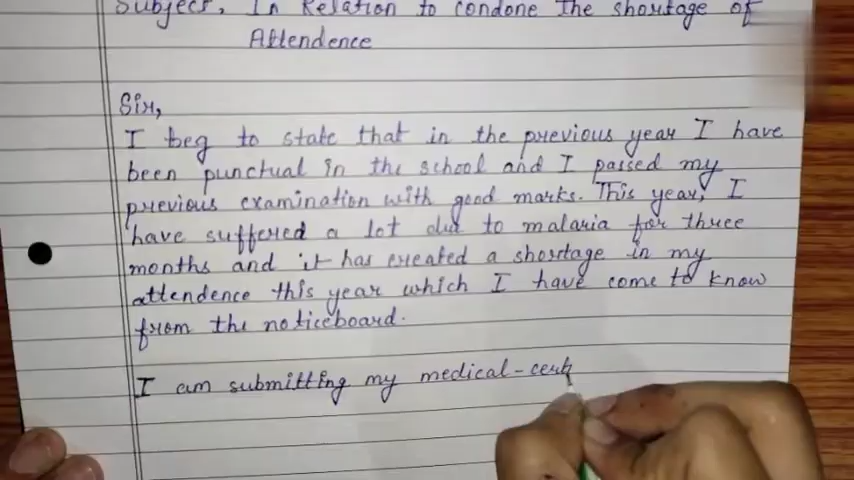 Subject, In Relation to condone the shortage of
Attendence
Sir,
I beg to state that in the previous year I have
been punctual in the school and I passed my
previous examination with good marks. This year, I
have suffered a lot due to malaria for three
months and it has created a shortage in my
attendence this year which I have come to know
from the noticeboard.
I am submitting my medical-certi